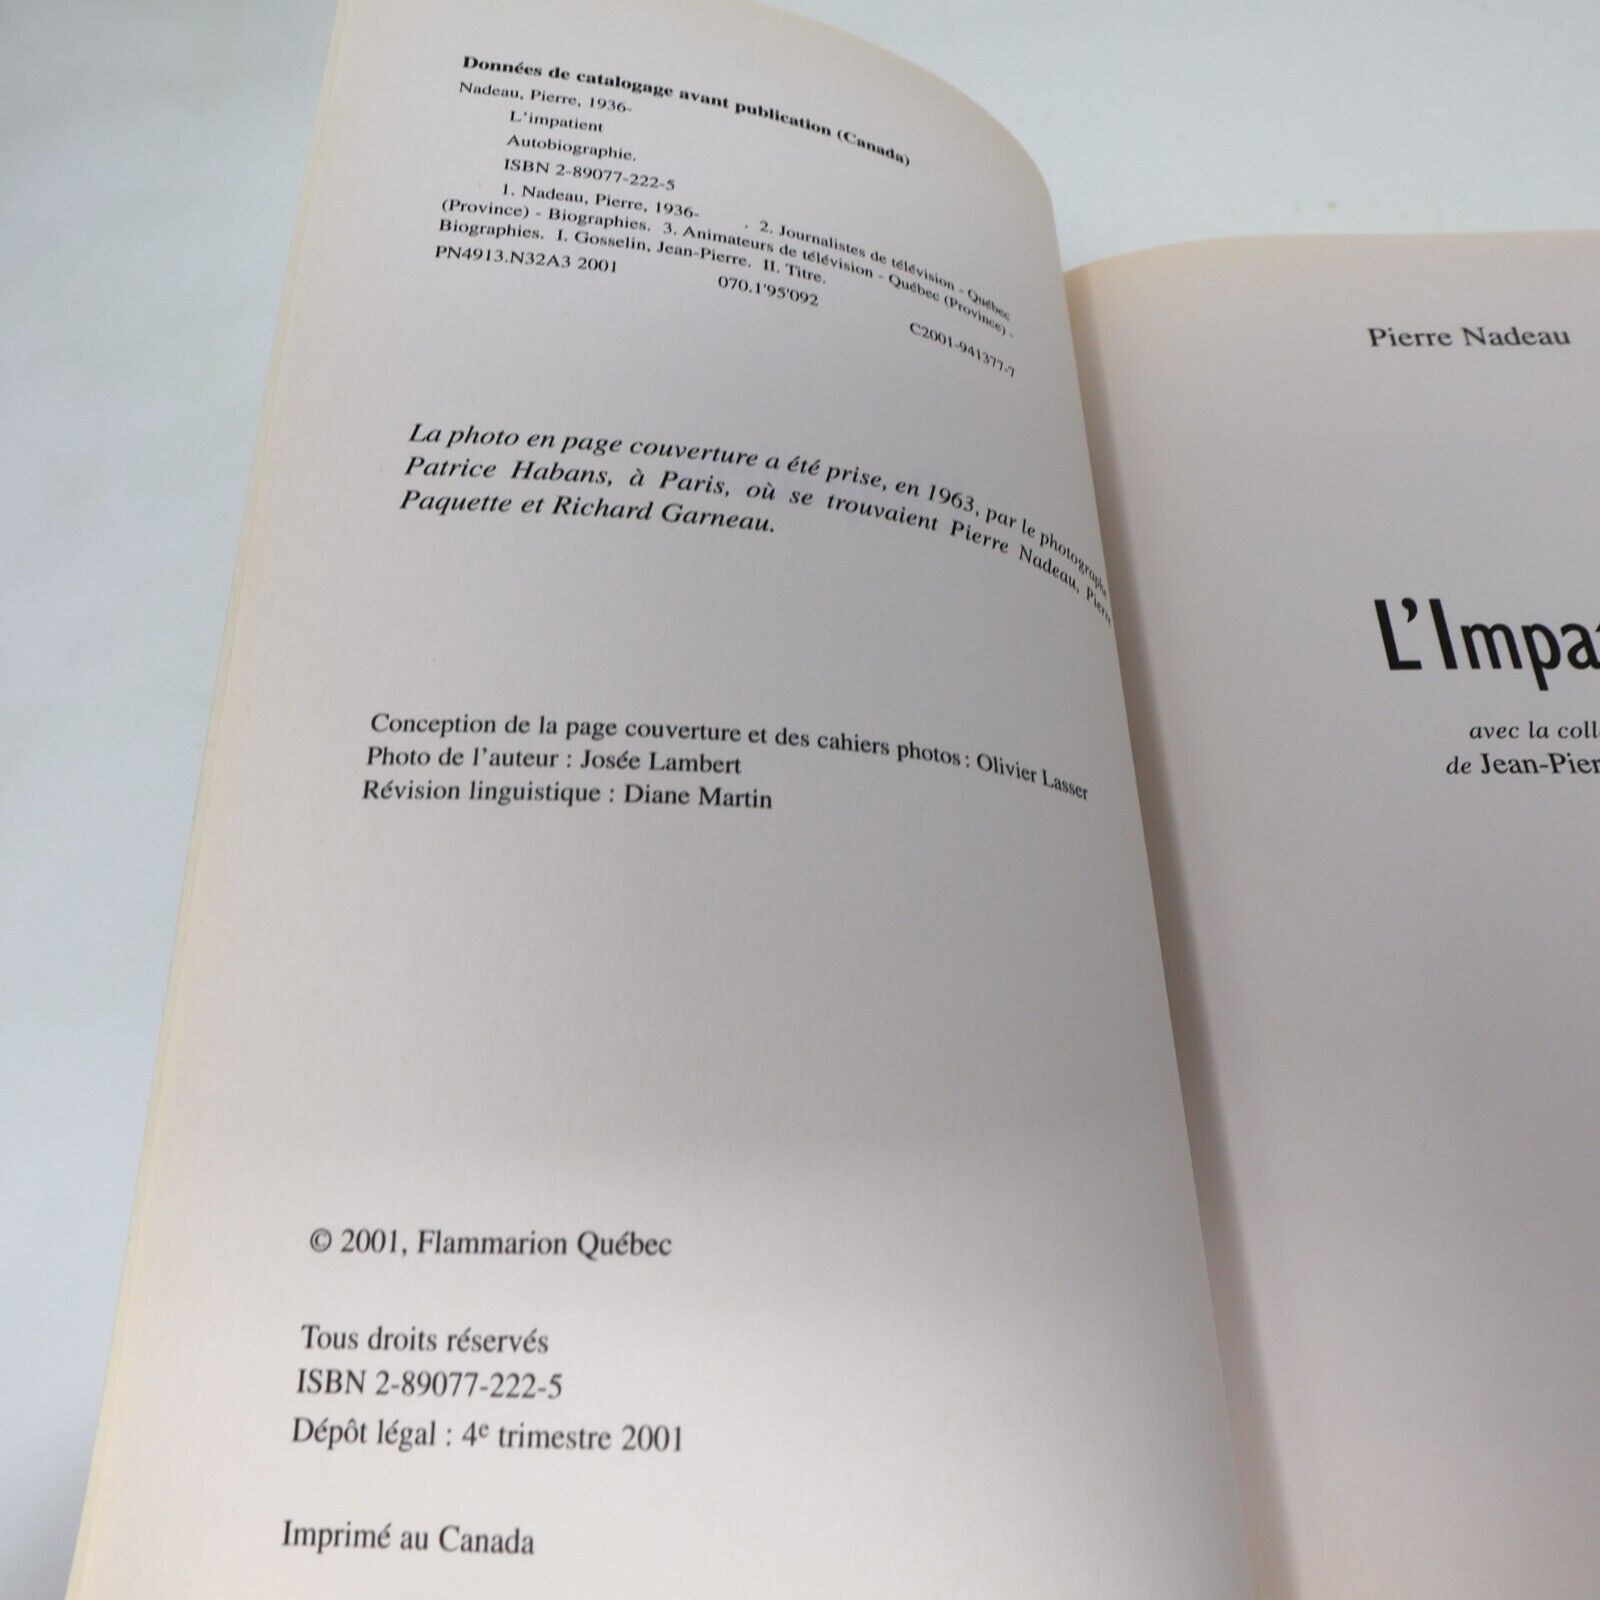 Données de catalogage avant publication (Canada)
Nadeau, Pierre, 1936-
L'impatient
Autobiographie.
ISBN 2-89077-222-5
1. Nadeau, Pierre, 1936- . 2. Journalistes de télévision - Québec
(Province) - Biographies. 3. Animateurs de télévision - Québec (Province) -
Biographies. I. Gosselin, Jean-Pierre. II. Titre.
PN4913.N32A3 2001 070.1'95'092 C2001-941377-7
La photo en page couverture a été prise, en 1963, par le photographe
Patrice Habans, à Paris, où se trouvaient Pierre Nadeau, Pierre
Paquette et Richard Garneau.
Conception de la page couverture et des cahiers photos : Olivier Lasser
Photo de l'auteur : Josée Lambert
Révision linguistique : Diane Martin
© 2001, Flammarion Québec
Tous droits réservés
ISBN 2-89077-222-5
Dépôt légal : 4e trimestre 2001
Imprimé au Canada
Pierre Nadeau
L'Impat
avec la coll
de Jean-Pier